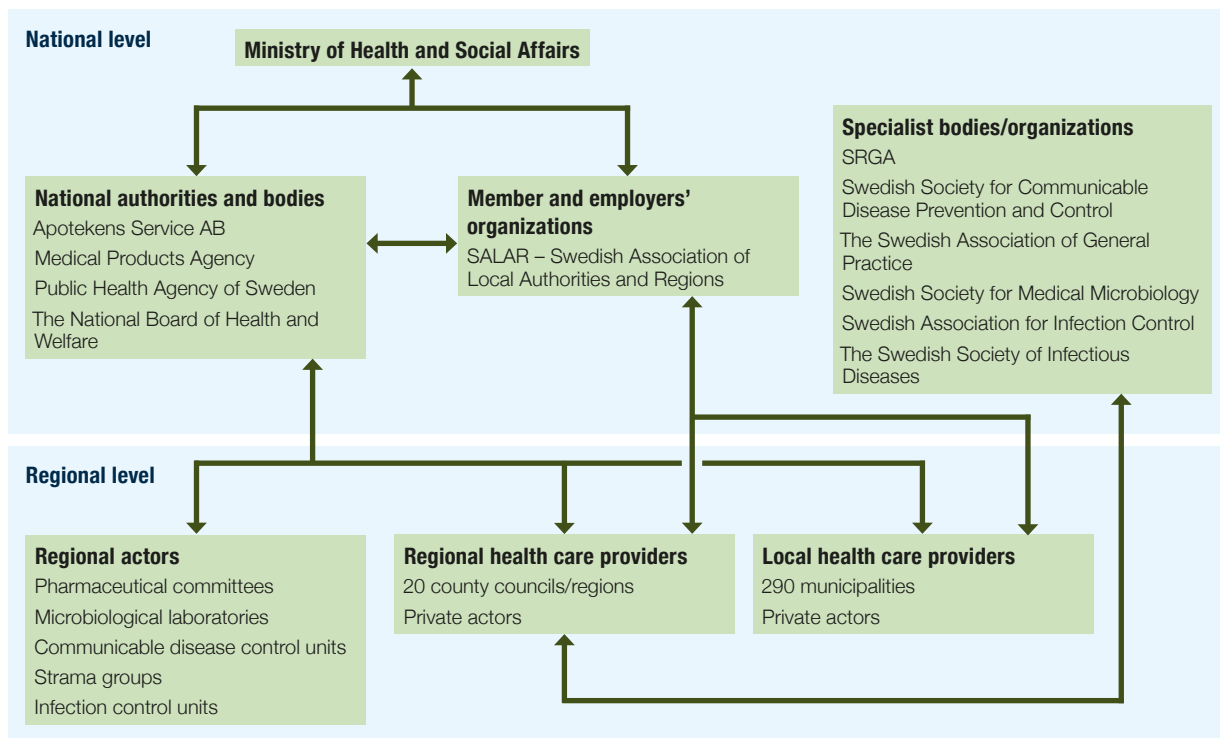 National level
Ministry of Health and Social Affairs
National authorities and bodies
Apotekens Service AB
Medical Products Agency
Public Health Agency of Sweden
The National Board of Health and
Welfare
Member and employers'
organizations
SALAR – Swedish Association of
Local Authorities and Regions
Specialist bodies/organizations
SRGA
Swedish Society for Communicable
Disease Prevention and Control
The Swedish Association of General
Practice
Swedish Society for Medical Microbiology
Swedish Association for Infection Control
The Swedish Society of Infectious
Diseases
Regional level
Regional actors
Pharmaceutical committees
Microbiological laboratories
Communicable disease control units
Strama groups
Infection control units
Regional health care providers
20 county councils/regions
Private actors
Local health care providers
290 municipalities
Private actors